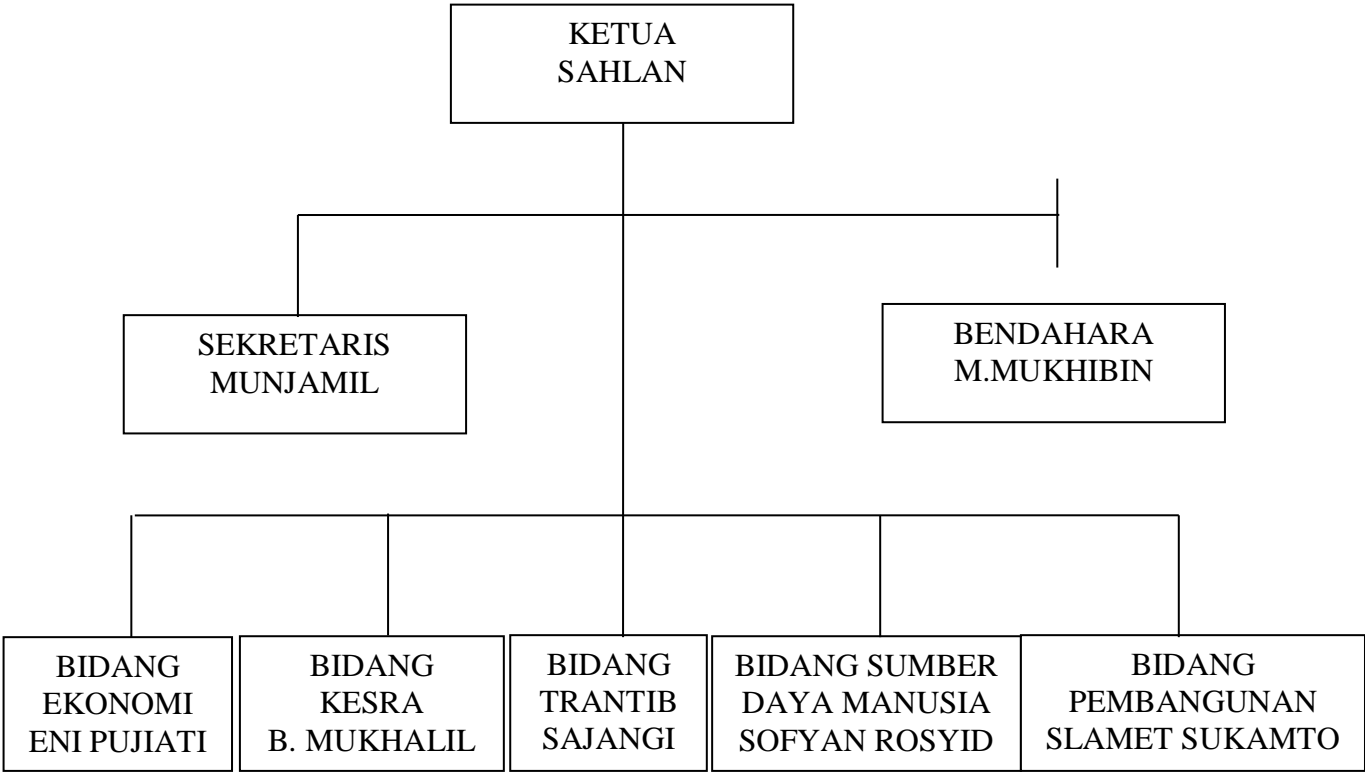 KETUA
SAHLAN
SEKRETARIS
MUNJAMIL
BENDAHARA
M.MUKHIBIN
BIDANG
EKONOMI
ENI PUJIATI
BIDANG
KESRA
B. MUKHALIL
BIDANG
TRANTIB
SAJANGI
BIDANG SUMBER
DAYA MANUSIA
SOFYAN ROSYID
BIDANG
PEMBANGUNAN
SLAMET SUKAMTO